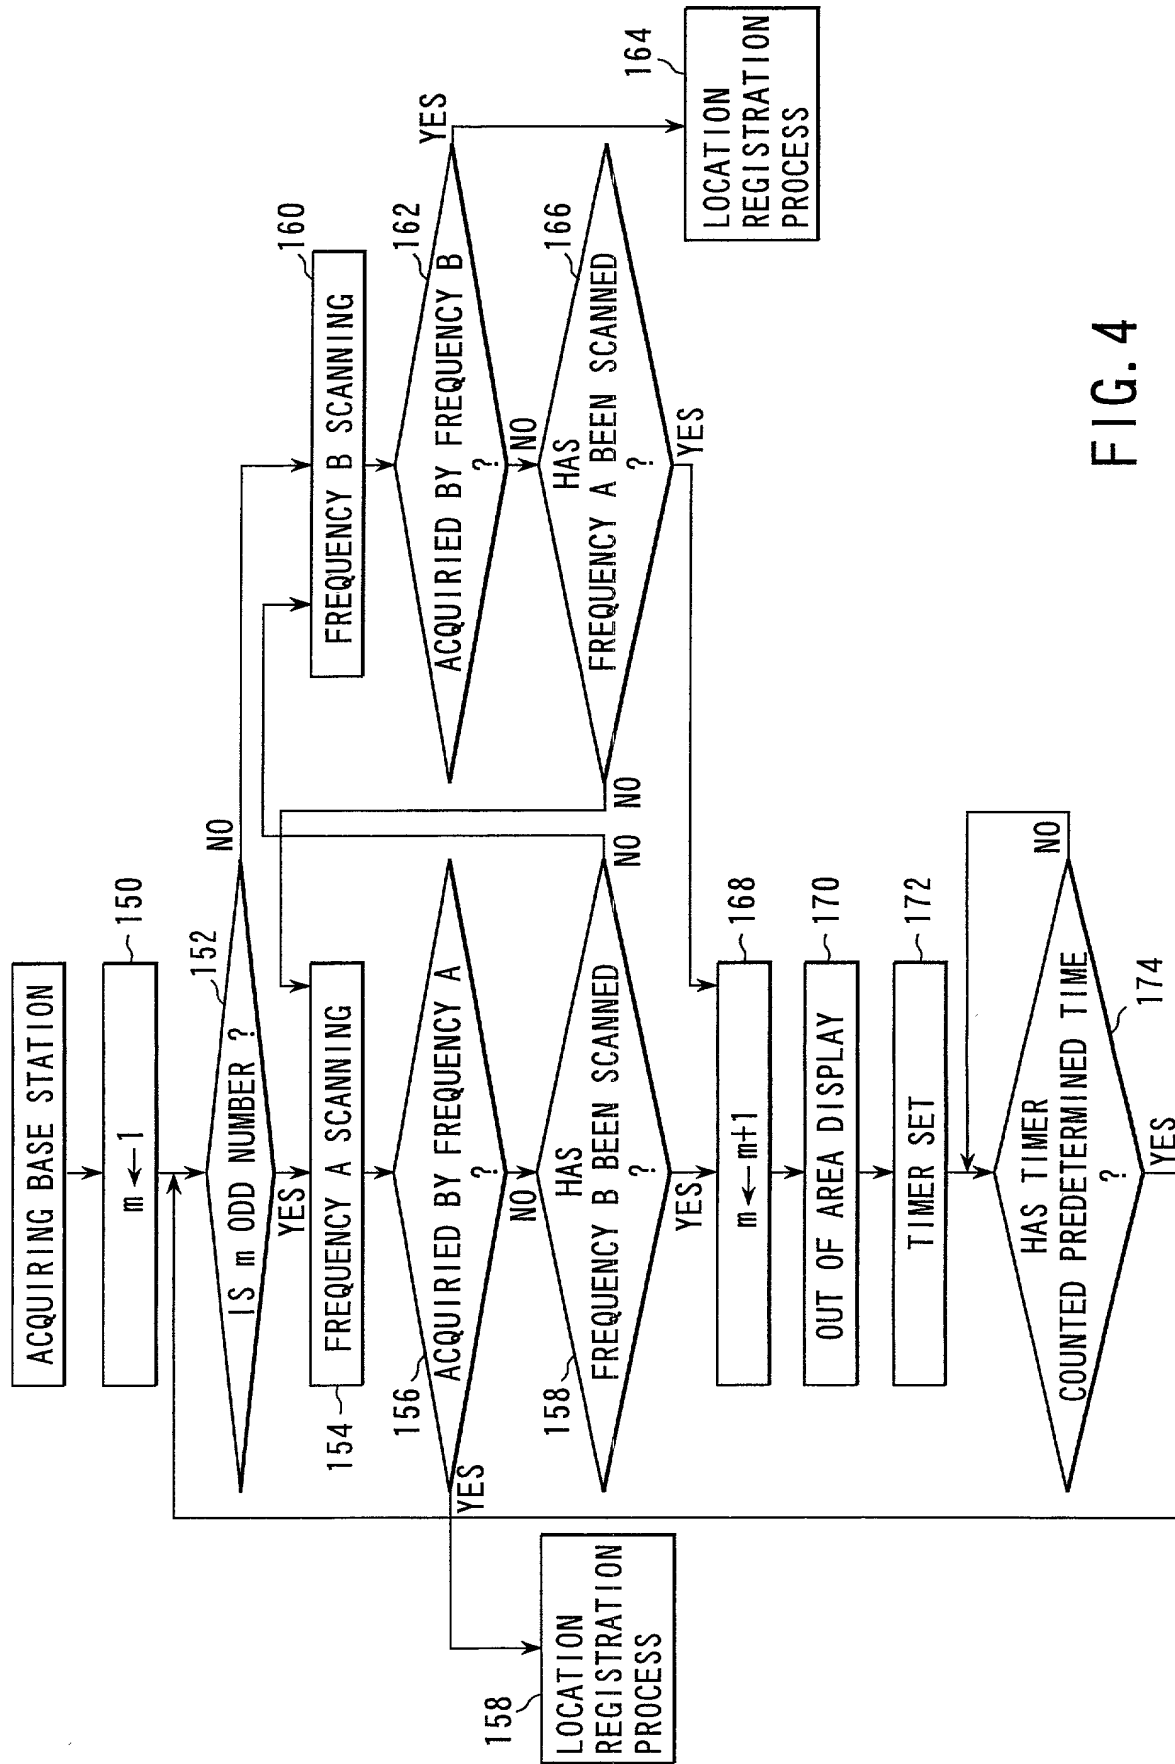 ACQUIRING BASE STATION
m ← 1
150
IS m ODD NUMBER ?
152
NO
YES
FREQUENCY A SCANNING
154
FREQUENCY B SCANNING
160
ACQUIRIED BY FREQUENCY A
?
156
YES
NO
ACQUIRIED BY FREQUENCY B
?
162
YES
NO
LOCATION
REGISTRATION
PROCESS
158
HAS
FREQUENCY B BEEN SCANNED
?
158
NO
YES
HAS
FREQUENCY A BEEN SCANNED
?
166
NO
YES
LOCATION
REGISTRATION
PROCESS
164
m ← m+1
168
OUT OF AREA DISPLAY
170
TIMER SET
172
HAS TIMER
COUNTED PREDETERMINED TIME
?
174
NO
YES
FIG. 4